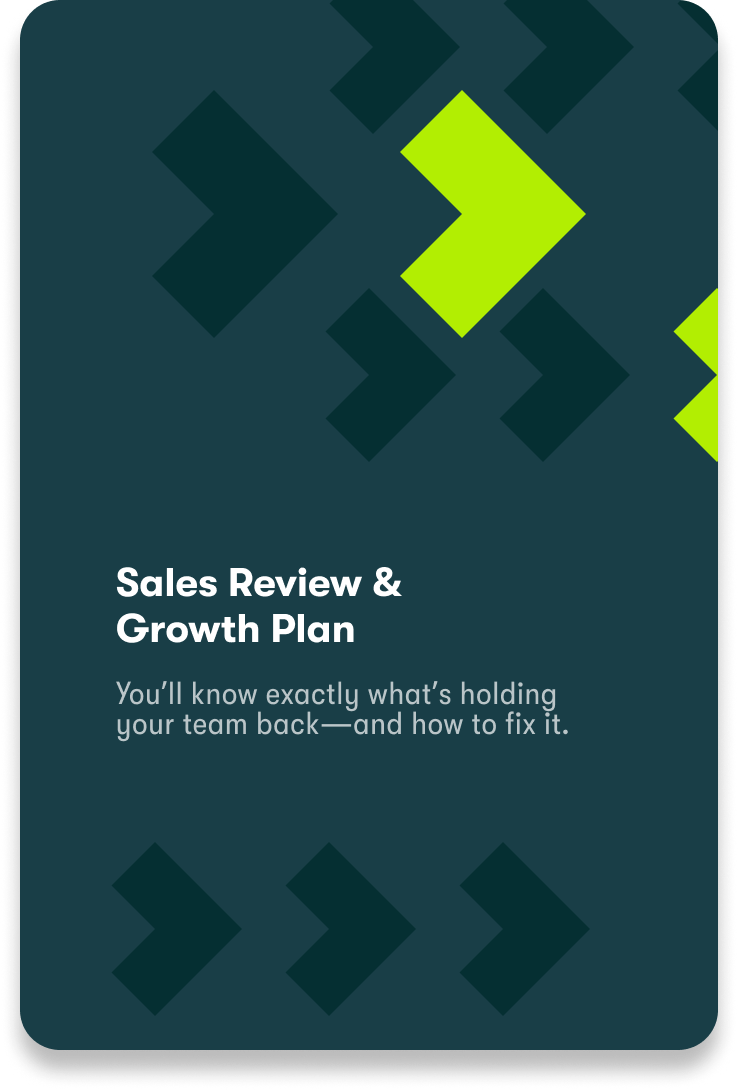 Sales Review &
Growth Plan
You’ll know exactly what’s holding
your team back—and how to fix it.